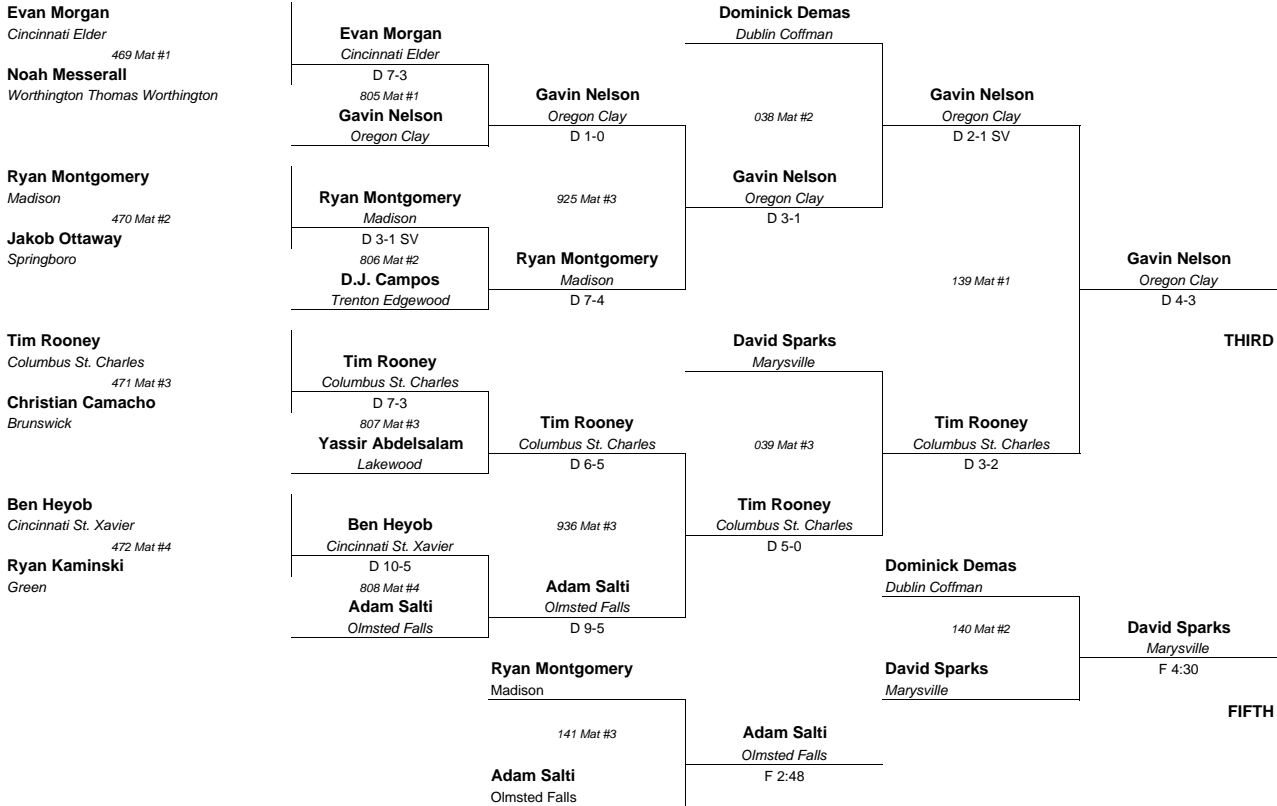 Evan Morgan
Cincinnati Elder
469 Mat #1
Noah Messerall
Worthington Thomas Worthington
Ryan Montgomery
Madison
470 Mat #2
Jakob Ottaway
Springboro
Tim Rooney
Columbus St. Charles
471 Mat #3
Christian Camacho
Brunswick
Ben Heyob
Cincinnati St. Xavier
472 Mat #4
Ryan Kaminski
Green
Evan Morgan
Cincinnati Elder
D 7-3
805 Mat #1
Gavin Nelson
Oregon Clay
Ryan Montgomery
Madison
D 3-1 SV
806 Mat #2
D.J. Campos
Trenton Edgewood
Tim Rooney
Columbus St. Charles
D 7-3
807 Mat #3
Yassir Abdelsalam
Lakewood
Ben Heyob
Cincinnati St. Xavier
D 10-5
808 Mat #4
Adam Salti
Olmsted Falls
Gavin Nelson
Oregon Clay
D 1-0
925 Mat #3
Ryan Montgomery
Madison
D 7-4
Tim Rooney
Columbus St. Charles
D 6-5
936 Mat #3
Adam Salti
Olmsted Falls
D 9-5
Ryan Montgomery
Madison
141 Mat #3
Adam Salti
Olmsted Falls
Dominick Demas
Dublin Coffman
038 Mat #2
Gavin Nelson
Oregon Clay
D 3-1
David Sparks
Marysville
039 Mat #3
Tim Rooney
Columbus St. Charles
D 5-0
Adam Salti
Olmsted Falls
F 2:48
Gavin Nelson
Oregon Clay
D 2-1 SV
139 Mat #1
Tim Rooney
Columbus St. Charles
D 3-2
Dominick Demas
Dublin Coffman
140 Mat #2
David Sparks
Marysville
Gavin Nelson
Oregon Clay
D 4-3
THIRD
David Sparks
Marysville
F 4:30
FIFTH